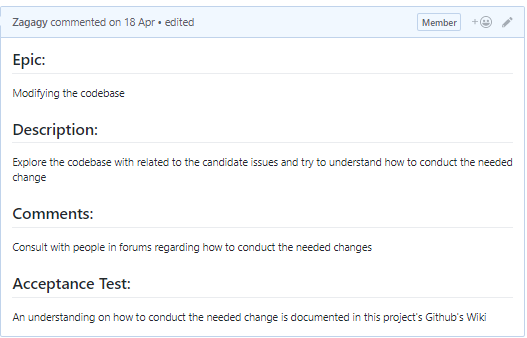 Zagagy commented on 18 Apr • edited
Member
Epic:
Modifying the codebase
Description:
Explore the codebase with related to the candidate issues and try to understand how to conduct the needed
change
Comments:
Consult with people in forums regarding how to conduct the needed changes
Acceptance Test:
An understanding on how to conduct the needed change is documented in this project's Github's Wiki